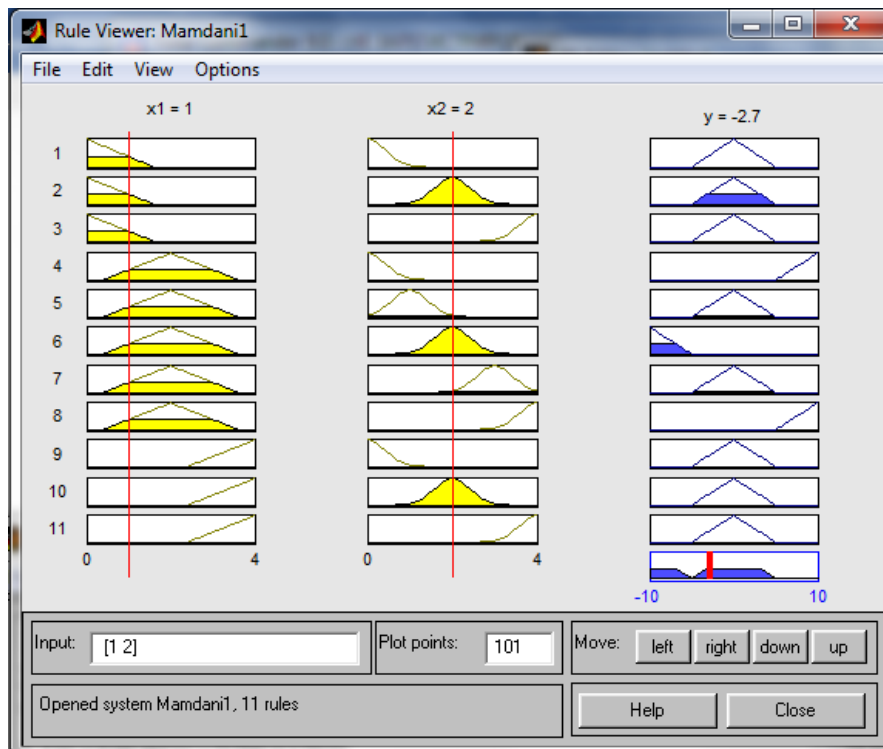 Rule Viewer: Mamdani1
File Edit View Options
x1 = 1 x2 = 2 y = -2.7
1
2
3
4
5
6
7
8
9
10
11
0 4 0 4
-10 10
Input: [1 2] Plot points: 101 Move: left right down up
Opened system Mamdani1, 11 rules Help Close